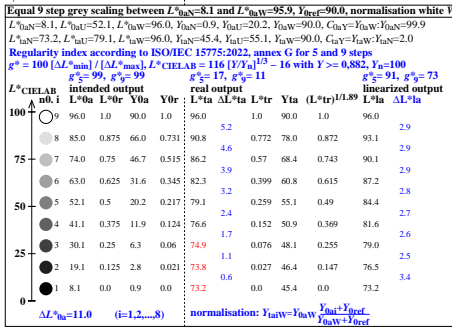 Equal 9 step grey scaling between L*0aN=8.1 and L*0aW=95.9, Y0ref=90.0, normalisation white
L*0aN=8.1, L*0aU=52.1, L*0aW=96.0, Y0aN=0.9, Y0aU=20.2, Y0aW=90.0, C0aY=Y0aW:Y0aN=99.9
L*taN=73.2, L*taU=79.1, L*taW=96.0, YtaN=45.4, YtaU=55.1, YtaW=90.0, CtaY=YtaW:YtaN=2.0
Regularity index according to ISO/IEC 15775:2022, annex G for 5 and 9 steps
g* = 100 [ΔL*min] / [ΔL*max], L*CIELAB = 116 [Y/Yn]1/3 − 16 with Y >= 0,882, Yn=100
g*5= 99, g*9= 99 g*5= 17, g*9= 11 g*5= 91, g*9= 73
L*CIELAB intended output real output linearized output
n0. i L*0a L*0r Y0a Y0r L*ta ΔL*ta L*tr Yta (L*tr)1/1.89 L*la ΔL*la
100
9 96.0 1.0 90.0 1.0 96.0 1.0 90.0 1.0 96.0
5.2 2.9
8 85.0 0.875 66.0 0.731 90.8 0.772 78.0 0.872 93.1
4.6 2.9
75
7 74.0 0.75 46.7 0.515 86.2 0.57 68.4 0.743 90.1
3.9 2.9
6 63.0 0.625 31.6 0.345 82.3 0.399 60.8 0.615 87.2
3.2 2.8
50
5 52.1 0.5 20.2 0.217 79.1 0.259 55.1 0.49 84.4
2.4 2.7
4 41.1 0.375 11.9 0.124 76.6 0.152 50.9 0.369 81.6
1.7 2.6
25
3 30.1 0.25 6.3 0.06 74.9 0.076 48.1 0.255 79.0
1.1 2.5
2 19.1 0.125 2.8 0.021 73.8 0.027 46.4 0.147 76.5
0.6 3.4
1 8.1 0.0 0.9 0.0 73.2 0.0 45.4 0.0 73.2
0
ΔL*0a=11.0 (i=1,2,...,8) normalisation: YtaiW=Y0aW Y0ai+Y0ref
Y0aW+Y0ref